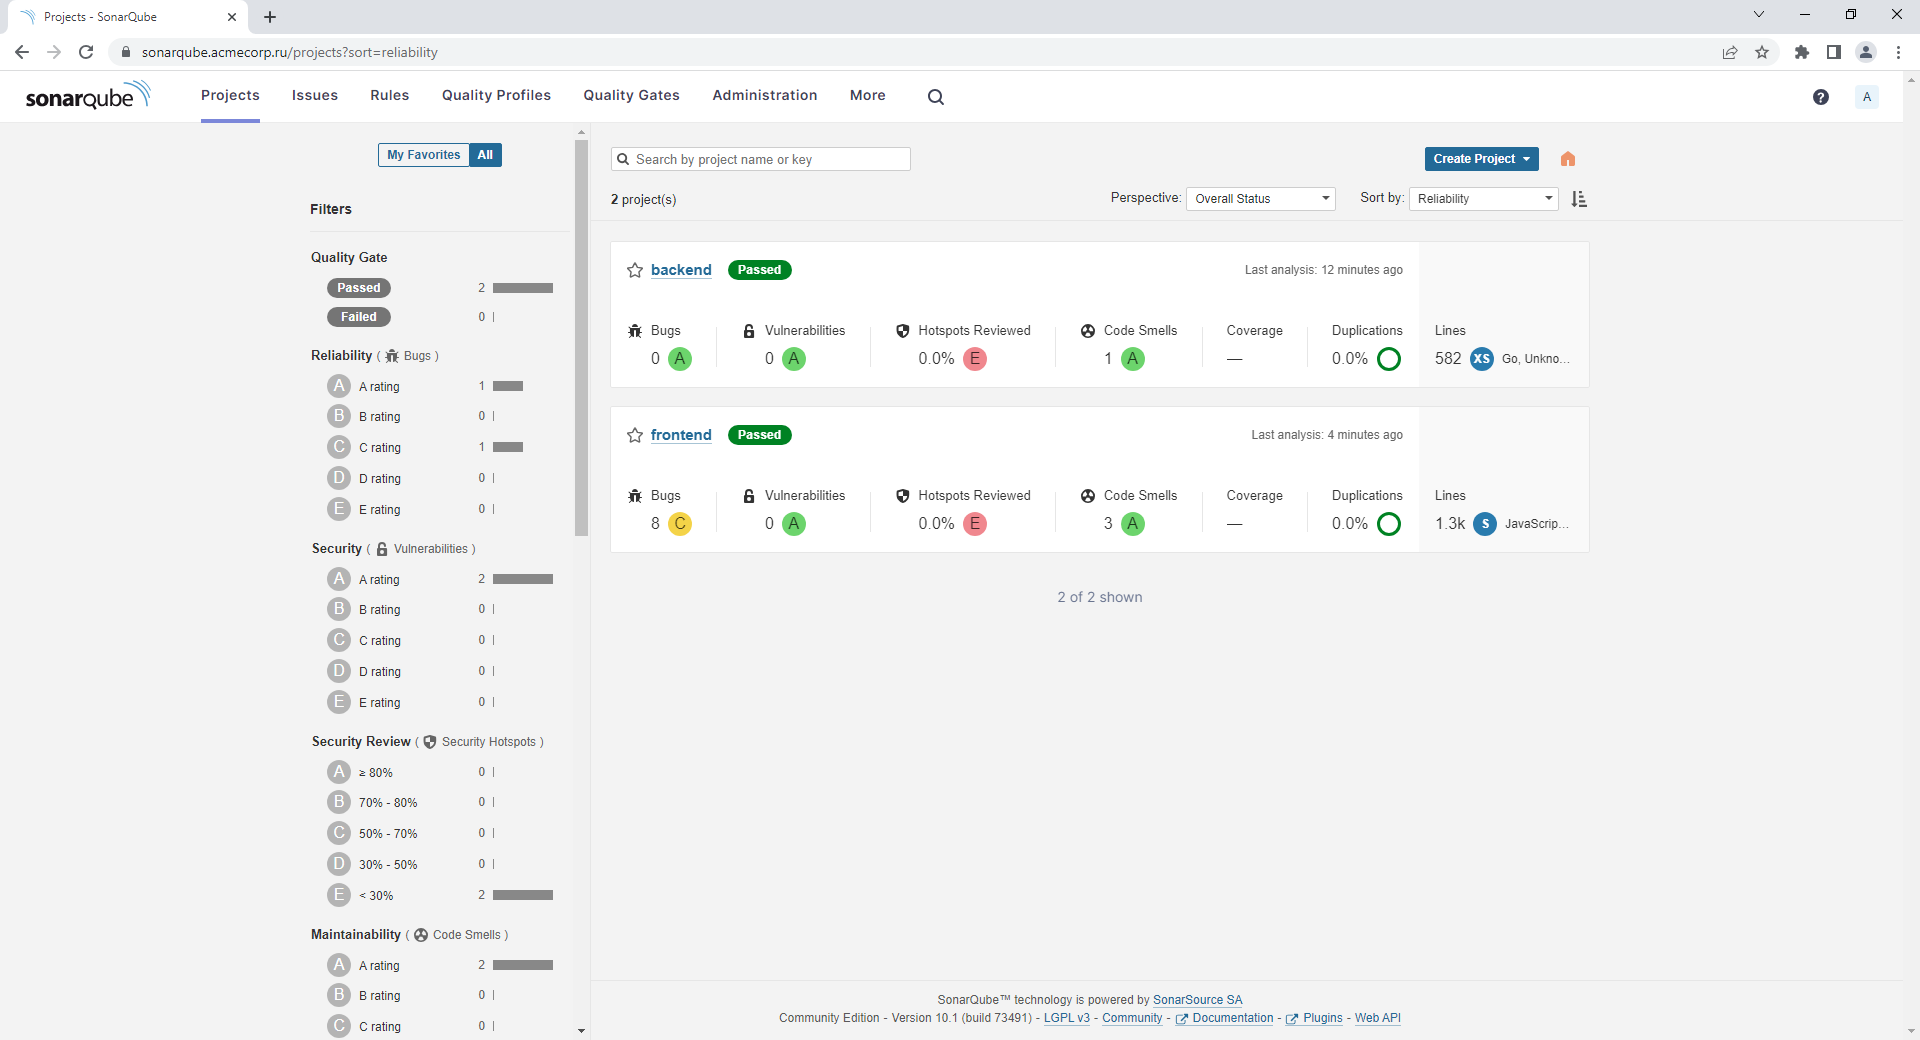 Projects - SonarQube
sonarqube.acmecorp.ru/projects?sort=reliability
sonarqube Projects Issues Rules Quality Profiles Quality Gates Administration More A
My Favorites All
Filters
Quality Gate
Passed 2
Failed 0
Reliability ( Bugs )
A A rating 1
B B rating 0
C C rating 1
D D rating 0
E E rating 0
Security ( Vulnerabilities )
A A rating 2
B B rating 0
C C rating 0
D D rating 0
E E rating 0
Security Review ( Security Hotspots )
A ≥ 80% 0
B 70% - 80% 0
C 50% - 70% 0
D 30% - 50% 0
E < 30% 2
Maintainability ( Code Smells )
A A rating 2
B B rating 0
C C rating 0
Search by project name or key
Create Project
2 project(s)
Perspective: Overall Status Sort by: Reliability
backend Passed Last analysis: 12 minutes ago
Bugs Vulnerabilities Hotspots Reviewed Code Smells Coverage Duplications Lines
0 A 0 A 0.0% E 1 A — 0.0% 582 XS Go, Unkno...
frontend Passed Last analysis: 4 minutes ago
Bugs Vulnerabilities Hotspots Reviewed Code Smells Coverage Duplications Lines
8 C 0 A 0.0% E 3 A — 0.0% 1.3k S JavaScrip...
2 of 2 shown
SonarQube™ technology is powered by SonarSource SA
Community Edition - Version 10.1 (build 73491) - LGPL v3 - Community - Documentation - Plugins - Web API